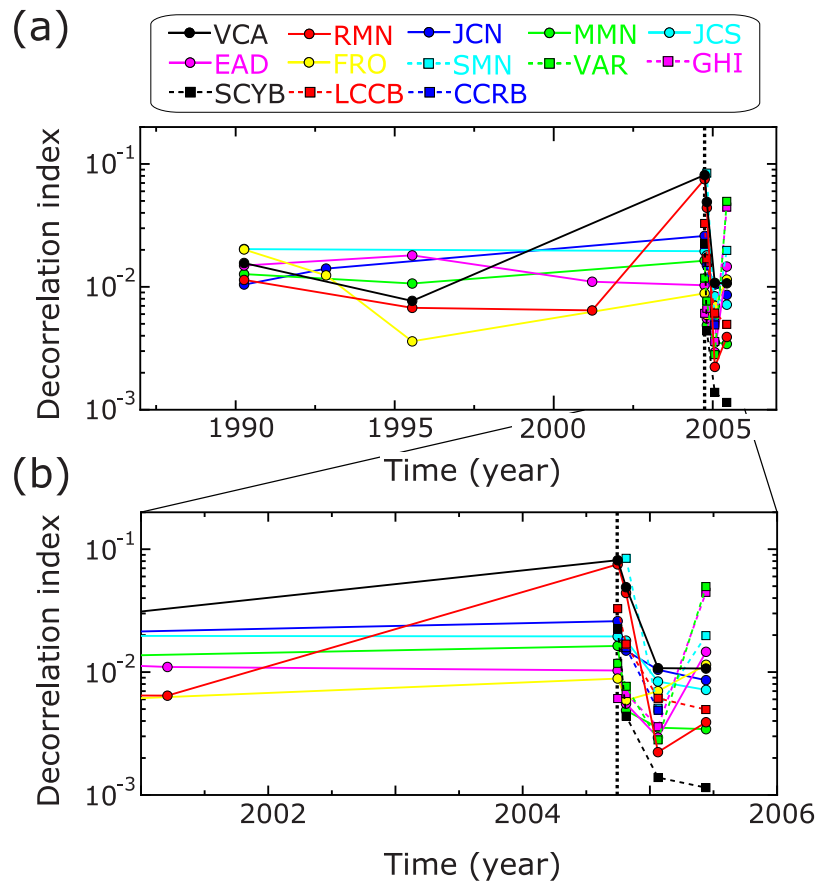 (a)
VCA RMN JCN MMN JCS
EAD FRO SMN VAR GHI
SCYB LCCB CCRB
Decorrelation index
10-1
10-2
10-3
1990 1995 2000 2005
Time (year)
(b)
Decorrelation index
10-1
10-2
10-3
2002 2004 2006
Time (year)